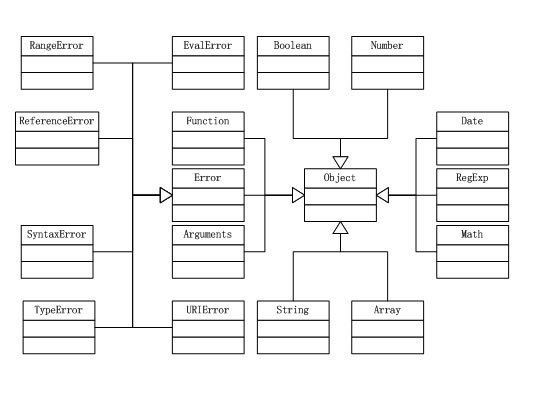 RangeError
EvalError
Boolean
Number
ReferenceError
Function
Date
Error
Object
RegExp
SyntaxError
Arguments
Math
TypeError
URIError
String
Array